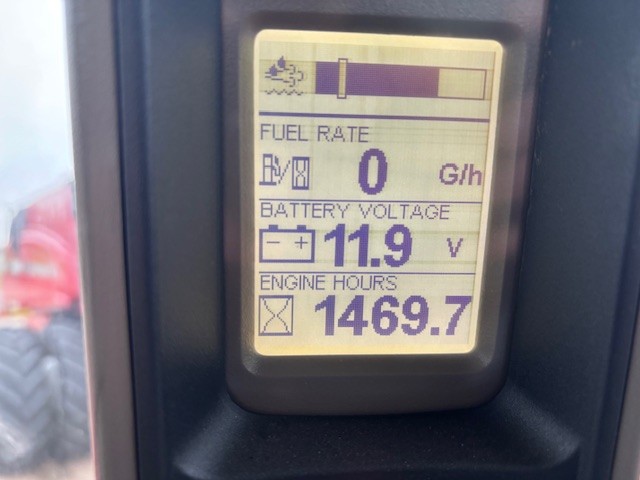 FUEL RATE
0 G/h
BATTERY VOLTAGE
- + 11.9 V
ENGINE HOURS
1469.7